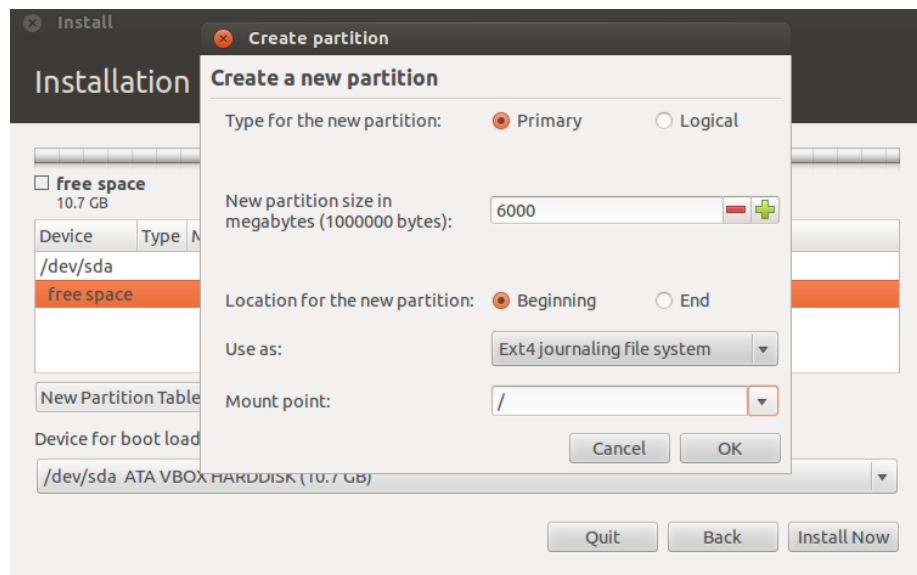 Install
Create partition
Installation
Create a new partition
Type for the new partition:
Primary
Logical
free space
10.7 GB
New partition size in
megabytes (1000000 bytes):
6000
Device Type M
/dev/sda
free space
Location for the new partition:
Beginning
End
Use as:
Ext4 journaling file system
New Partition Table
Mount point:
/
Device for boot load
Cancel
OK
/dev/sda ATA VBOX HARDDISK (10.7 GB)
Quit
Back
Install Now